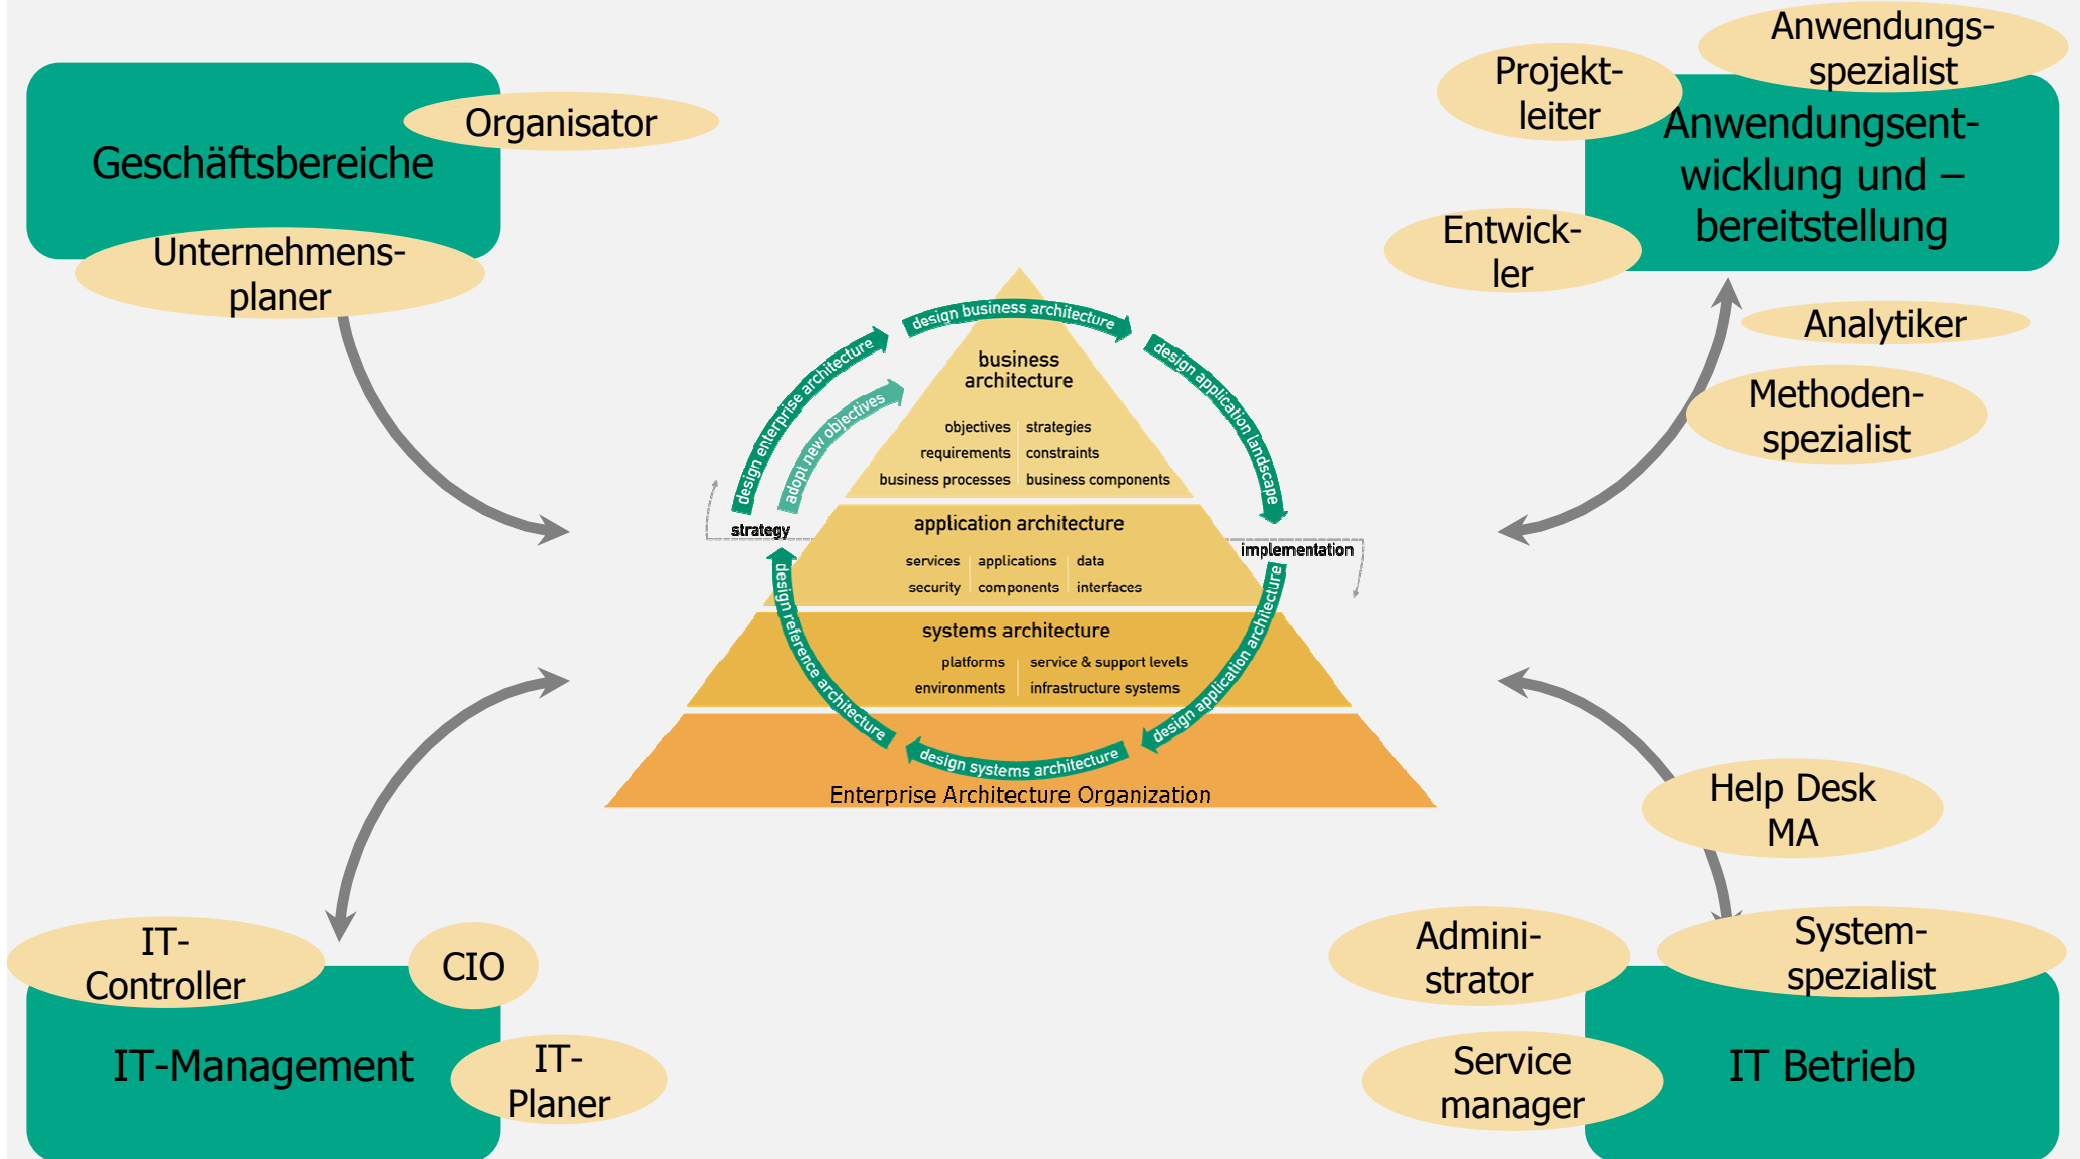 Geschäftsbereiche
Organisator
Unternehmens-
planer
Projekt-
leiter
Anwendungs-
spezialist
Anwendungsent-
wicklung und –
bereitstellung
Entwick-
ler
Analytiker
Methoden-
spezialist
design enterprise architecture
adopt new objectives
design business architecture
design application landscape
business
architecture
objectives strategies
requirements constraints
business processes business components
strategy
implementation
application architecture
services applications data
security components interfaces
design reference architecture
design application architecture
systems architecture
platforms service & support levels
environments infrastructure systems
design systems architecture
Enterprise Architecture Organization
IT-
Controller
CIO
IT-Management
IT-
Planer
Help Desk
MA
Admini-
strator
System-
spezialist
Service
manager
IT Betrieb